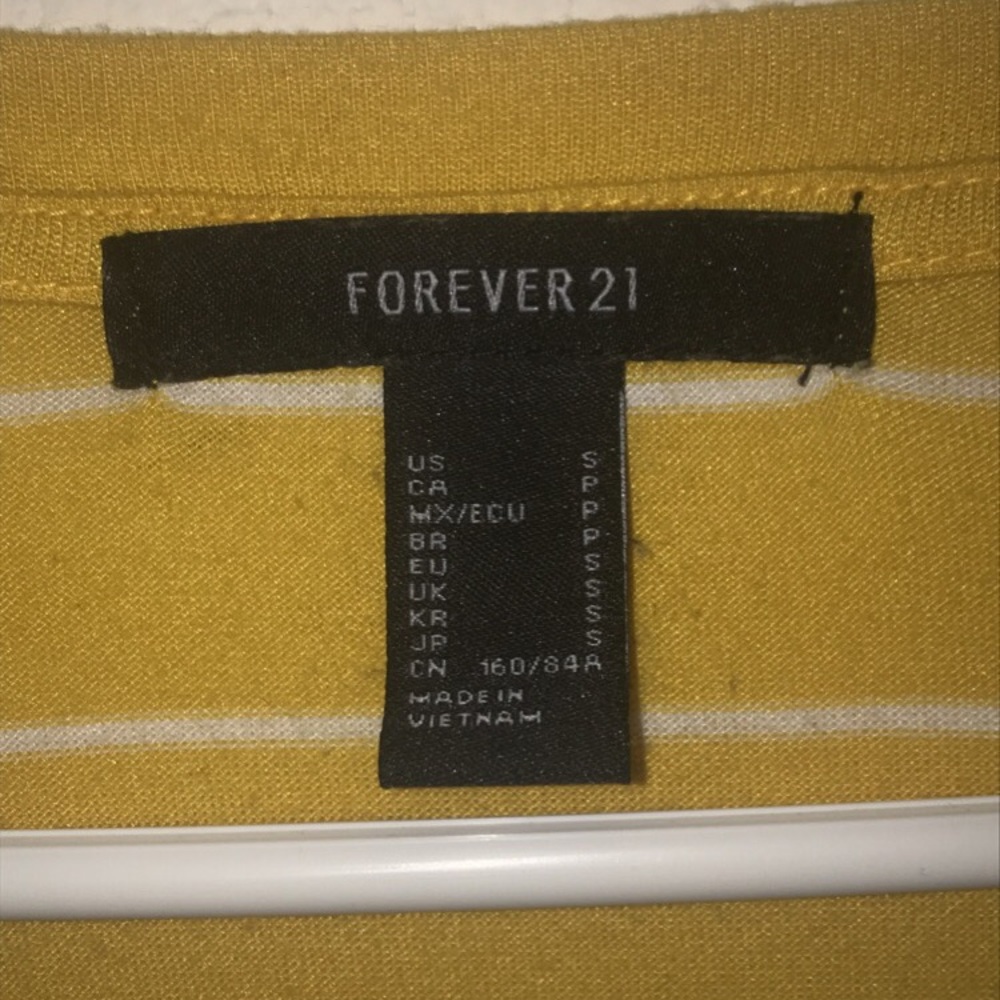 FOREVER 21
US S
CA P
MX/ECU P
BR P
EU S
UK S
KR S
JP S
CN 160/84A
MADE IN
VIETNAM